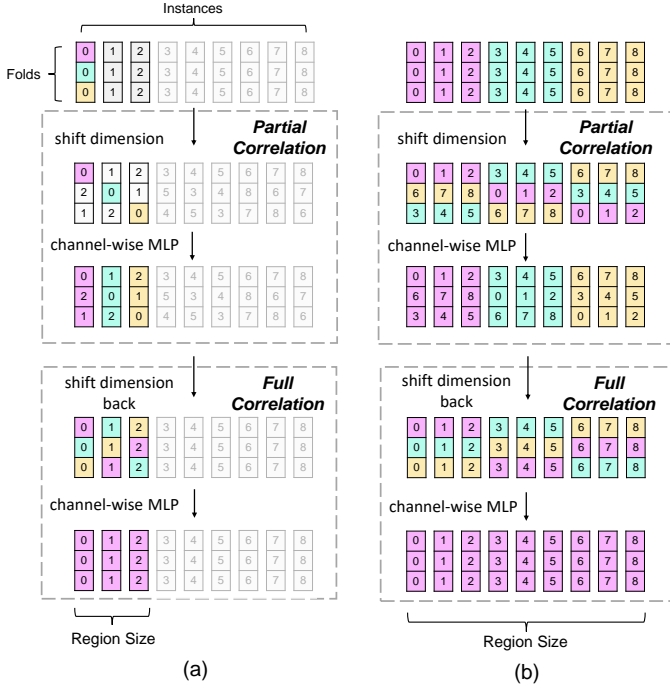 Instances
Folds
0 1 2 3 4 5 6 7 8
0 1 2 3 4 5 6 7 8
0 1 2 3 4 5 6 7 8
shift dimension
Partial
Correlation
0 1 2 3 4 5 6 7 8
2 0 1 5 3 4 8 6 7
1 2 0 4 5 3 7 8 6
channel-wise MLP
0 1 2 3 4 5 6 7 8
2 0 1 5 3 4 8 6 7
1 2 0 4 5 3 7 8 6
shift dimension
back
Full
Correlation
0 1 2 3 4 5 6 7 8
0 1 2 3 4 5 6 7 8
0 1 2 3 4 5 6 7 8
channel-wise MLP
0 1 2 3 4 5 6 7 8
0 1 2 3 4 5 6 7 8
0 1 2 3 4 5 6 7 8
Region Size
(a)
0 1 2 3 4 5 6 7 8
0 1 2 3 4 5 6 7 8
0 1 2 3 4 5 6 7 8
shift dimension
Partial
Correlation
0 1 2 3 4 5 6 7 8
6 7 8 0 1 2 3 4 5
3 4 5 6 7 8 0 1 2
channel-wise MLP
0 1 2 3 4 5 6 7 8
6 7 8 0 1 2 3 4 5
3 4 5 6 7 8 0 1 2
shift dimension
back
Full
Correlation
0 1 2 3 4 5 6 7 8
0 1 2 3 4 5 6 7 8
0 1 2 3 4 5 6 7 8
channel-wise MLP
0 1 2 3 4 5 6 7 8
0 1 2 3 4 5 6 7 8
0 1 2 3 4 5 6 7 8
Region Size
(b)